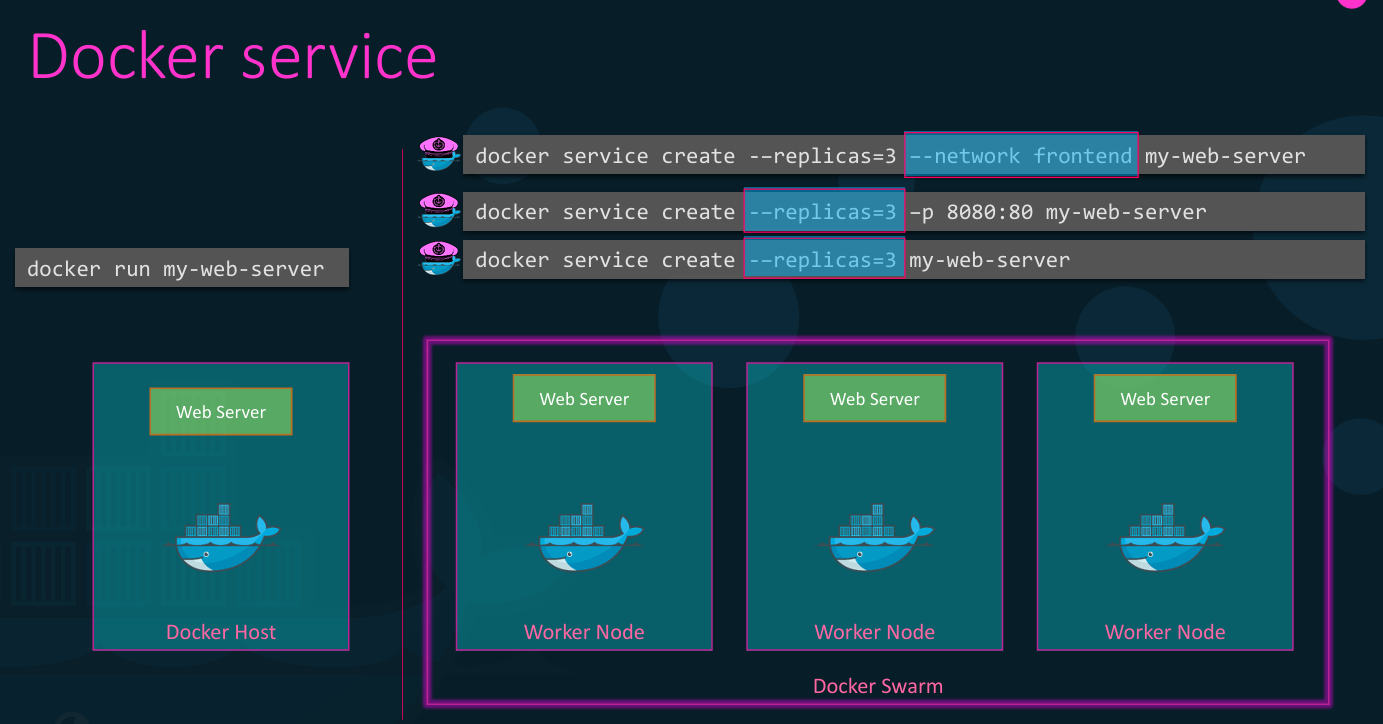 Docker service
docker service create --replicas=3 --network frontend my-web-server
docker service create --replicas=3 –p 8080:80 my-web-server
docker service create --replicas=3 my-web-server
docker run my-web-server
Web Server
Docker Host
Web Server
Web Server
Web Server
Worker Node
Worker Node
Worker Node
Docker Swarm